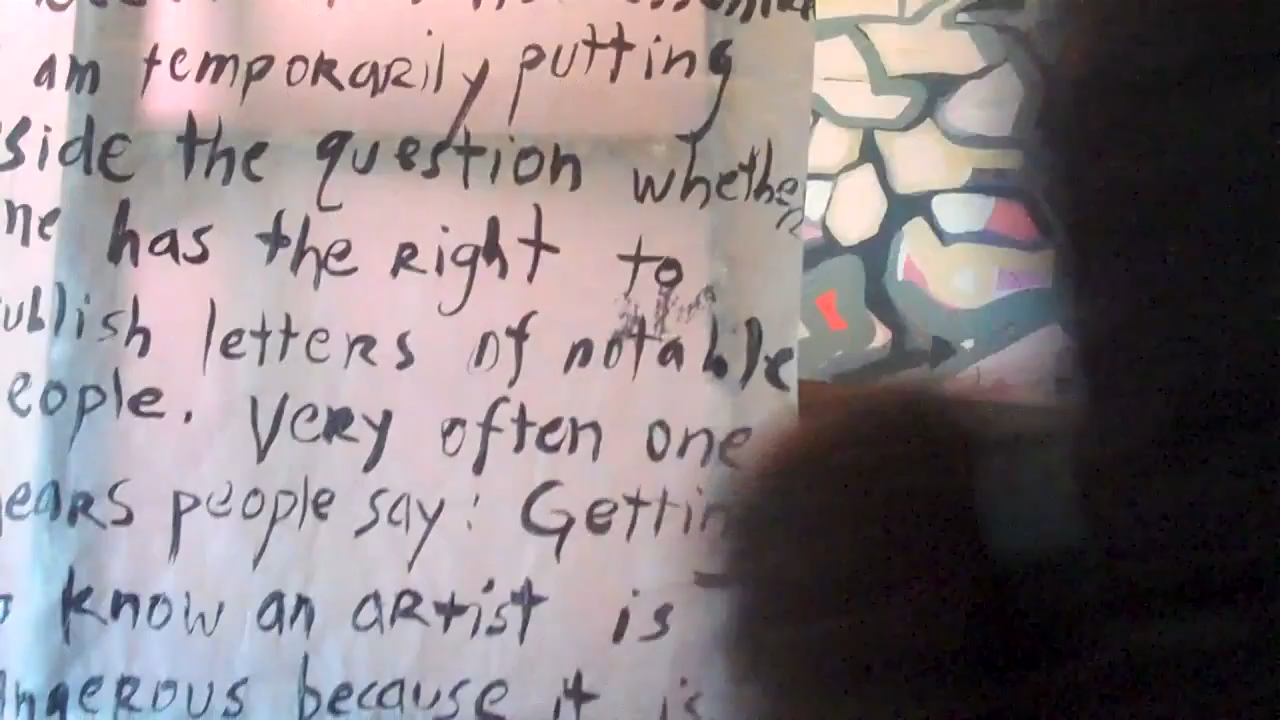 am temporarily putting
side the question whether
ne has the right to
ublish letters of notable
eople. Very often one
ears people say: Gettin
know an artist is
ngerous because it is